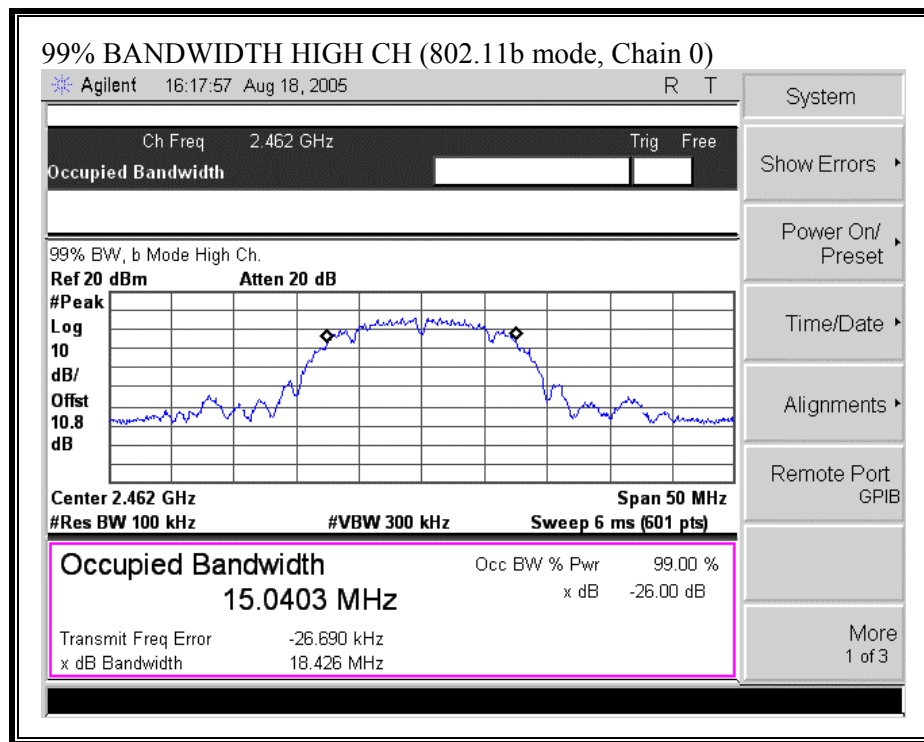 99% BANDWIDTH HIGH CH (802.11b mode, Chain 0)
Agilent 16:17:57 Aug 18, 2005 R T
System
Ch Freq 2.462 GHz Trig Free
Occupied Bandwidth
Show Errors
Power On/
Preset
99% BW, b Mode High Ch.
Ref 20 dBm Atten 20 dB
#Peak
Log
10
dB/
Offst
10.8
dB
Time/Date
Alignments
Remote Port
GPIB
Center 2.462 GHz Span 50 MHz
#Res BW 100 kHz #VBW 300 kHz Sweep 6 ms (601 pts)
Occupied Bandwidth
15.0403 MHz
Occ BW % Pwr 99.00 %
x dB -26.00 dB
Transmit Freq Error -26.690 kHz
x dB Bandwidth 18.426 MHz
More
1 of 3